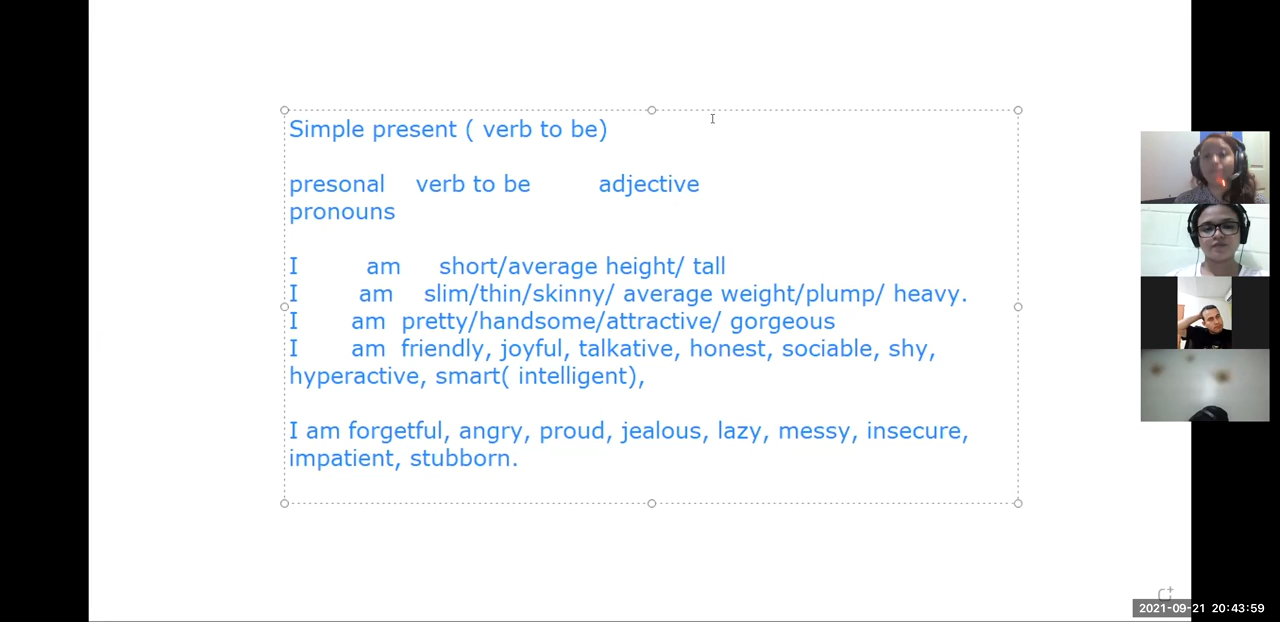 Simple present ( verb to be)
presonal verb to be adjective
pronouns
I am short/average height/ tall
I am slim/thin/skinny/ average weight/plump/ heavy.
I am pretty/handsome/attractive/ gorgeous
I am friendly, joyful, talkative, honest, sociable, shy,
hyperactive, smart( intelligent),
I am forgetful, angry, proud, jealous, lazy, messy, insecure,
impatient, stubborn.
2021-09-21 20:43:59